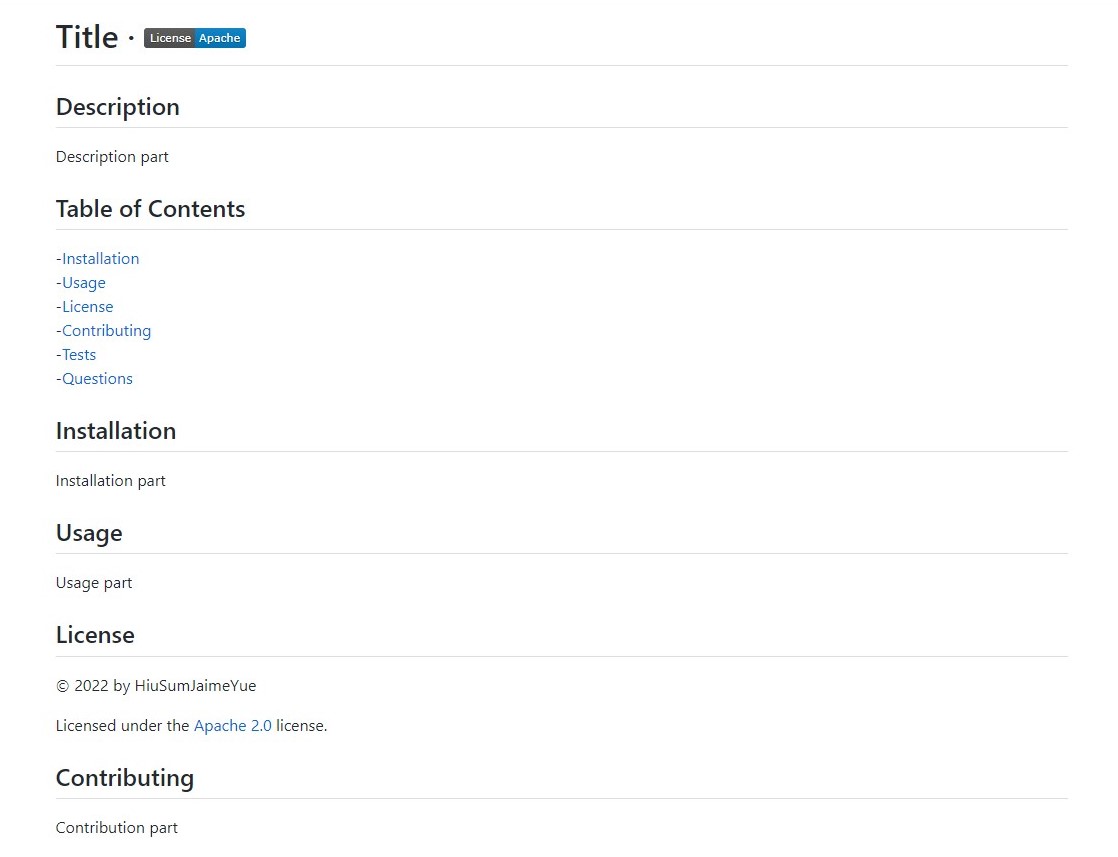 Title · License Apache
Description
Description part
Table of Contents
-Installation
-Usage
-License
-Contributing
-Tests
-Questions
Installation
Installation part
Usage
Usage part
License
© 2022 by HiuSumJaimeYue
Licensed under the Apache 2.0 license.
Contributing
Contribution part